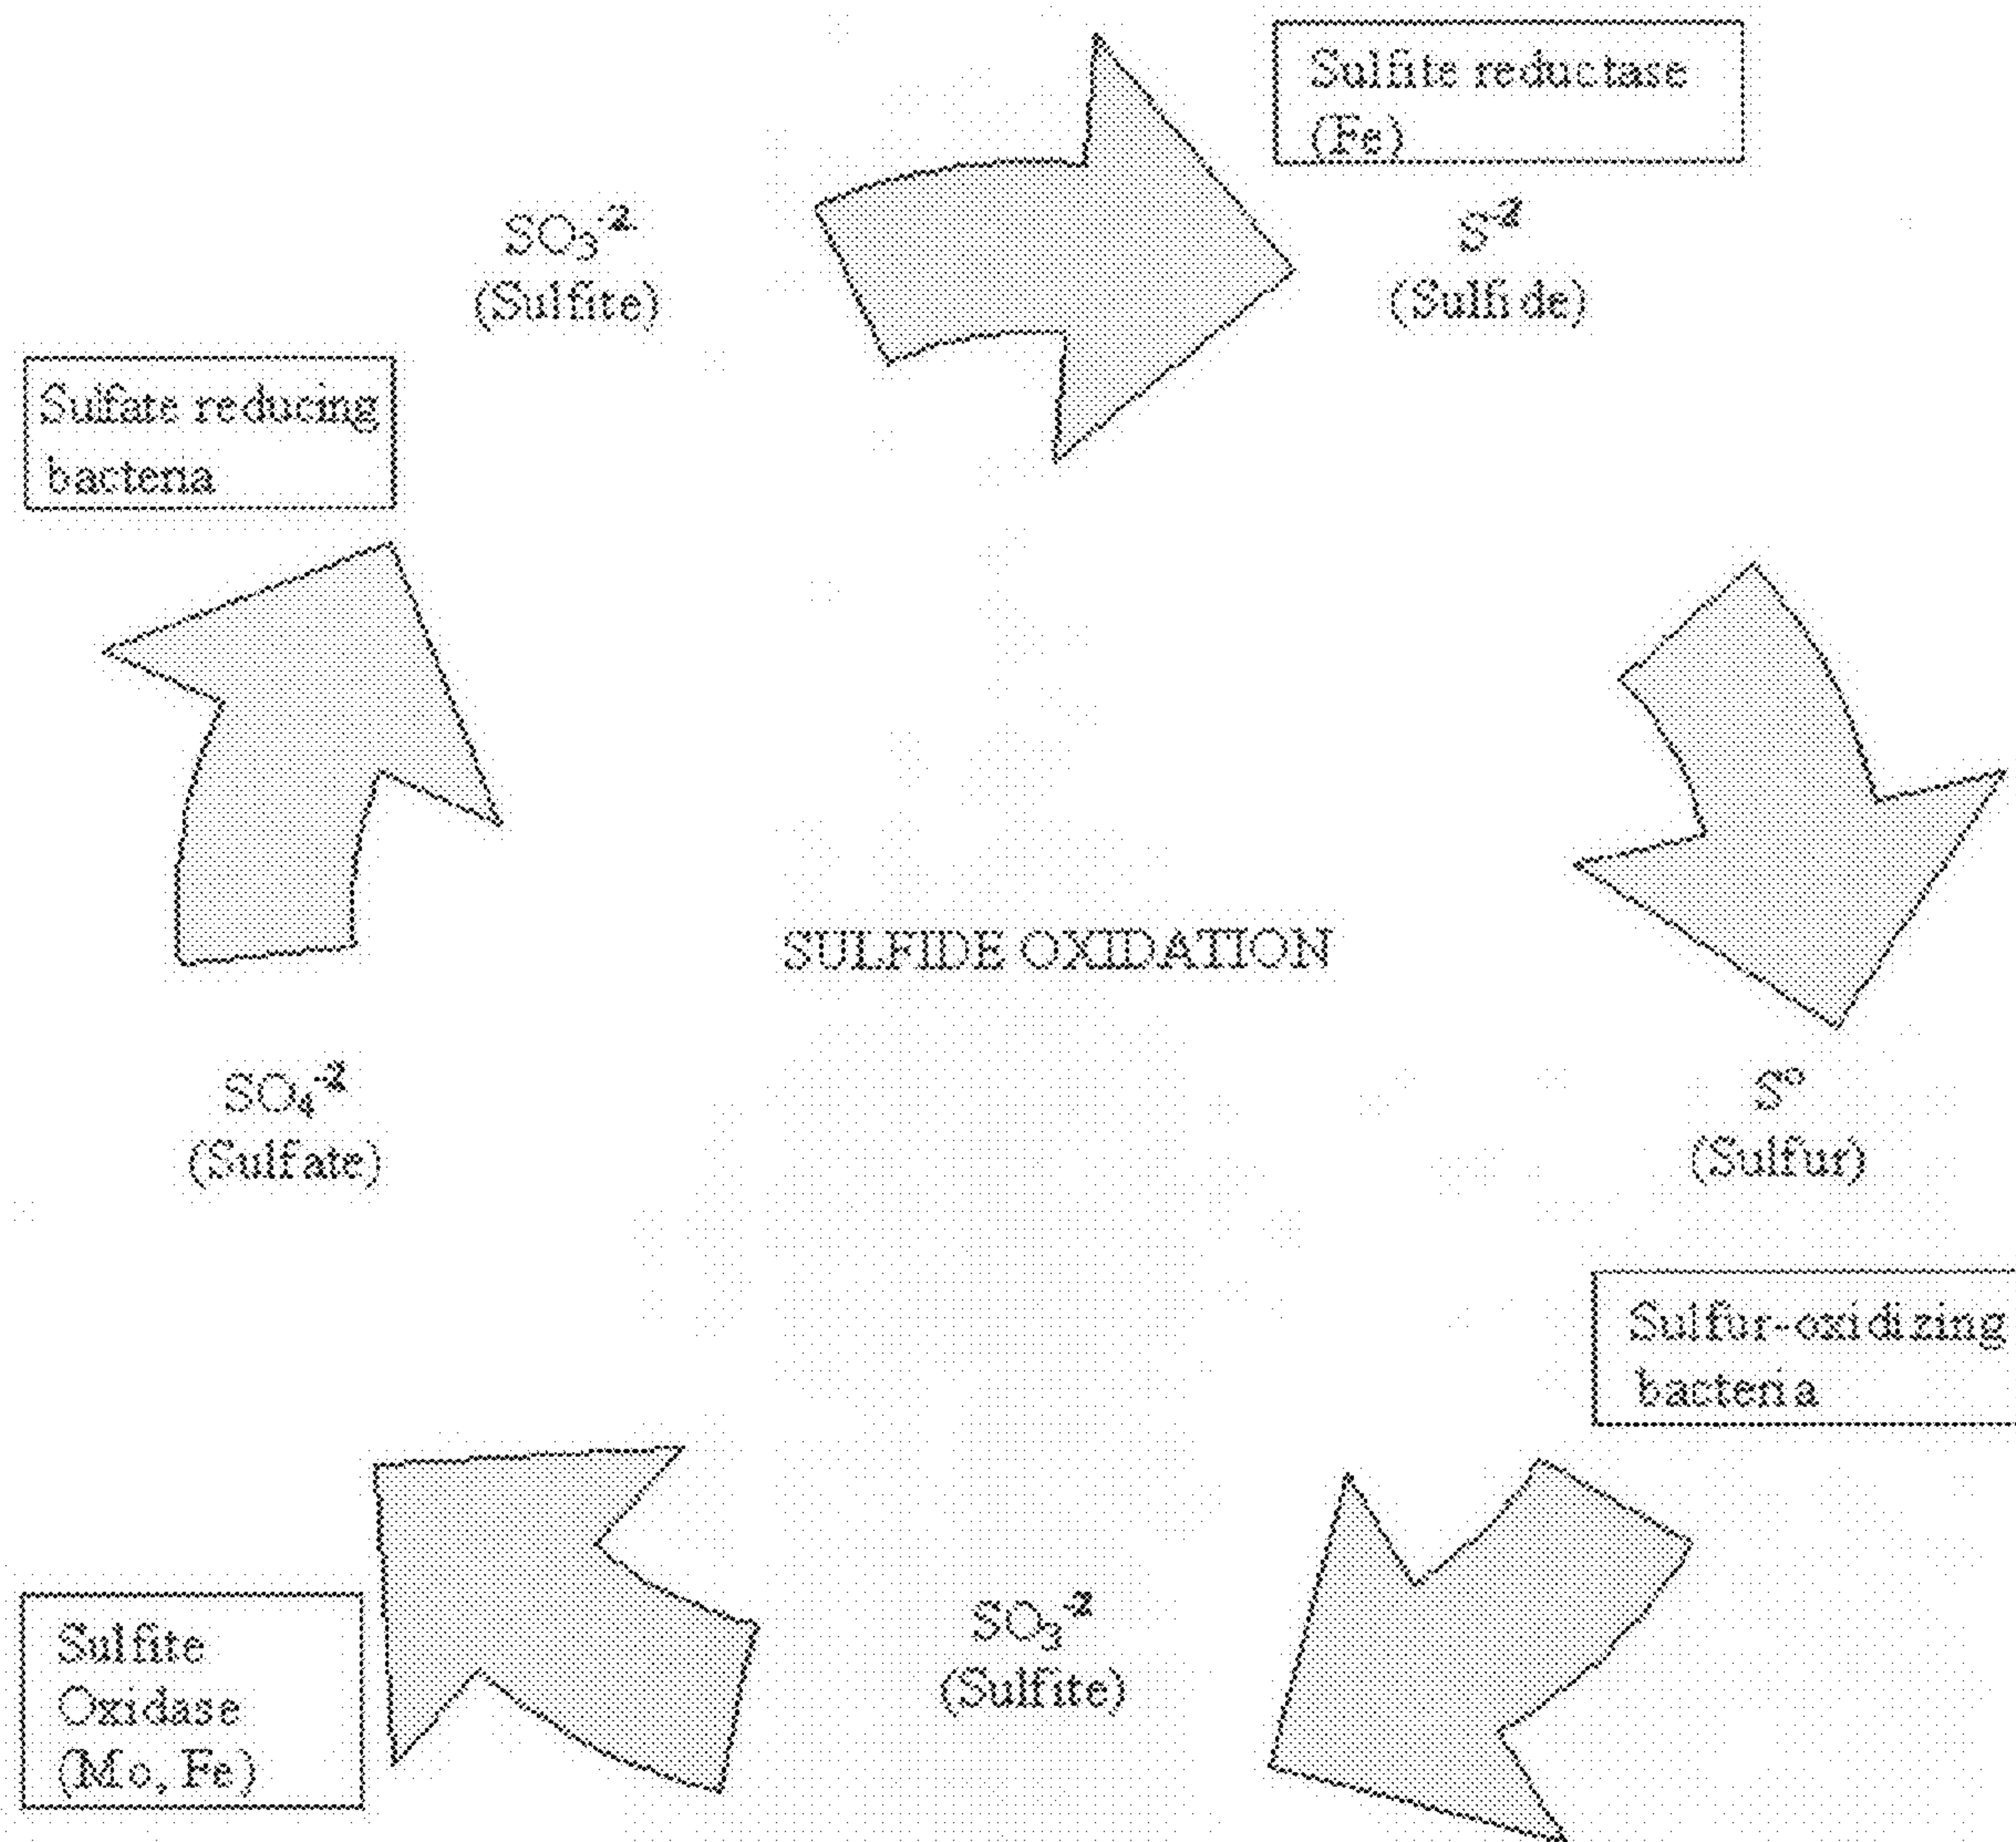 Sulfite reductase
(Fe)
SO₃⁻²
(Sulfite)
S⁻²
(Sulfide)
Sulfate reducing
bacteria
SULFIDE OXIDATION
SO₄⁻²
(Sulfate)
S⁰
(Sulfur)
Sulfur-oxidizing
bacteria
SO₃⁻²
(Sulfite)
Sulfite
Oxidase
(Mo, Fe)